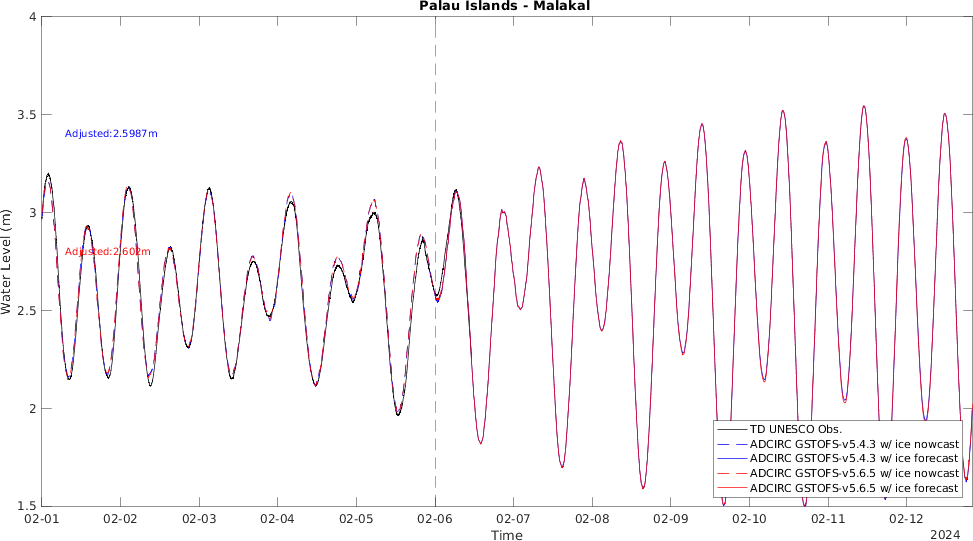 Palau Islands - Malakal
4
3.5
3
2.5
2
1.5
Water Level (m)
Adjusted:2.5987m
Adjusted:2.602m
TD UNESCO Obs.
ADCIRC GSTOFS-v5.4.3 w/ ice nowcast
ADCIRC GSTOFS-v5.4.3 w/ ice forecast
ADCIRC GSTOFS-v5.6.5 w/ ice nowcast
ADCIRC GSTOFS-v5.6.5 w/ ice forecast
02-01 02-02 02-03 02-04 02-05 02-06 02-07 02-08 02-09 02-10 02-11 02-12
Time
2024